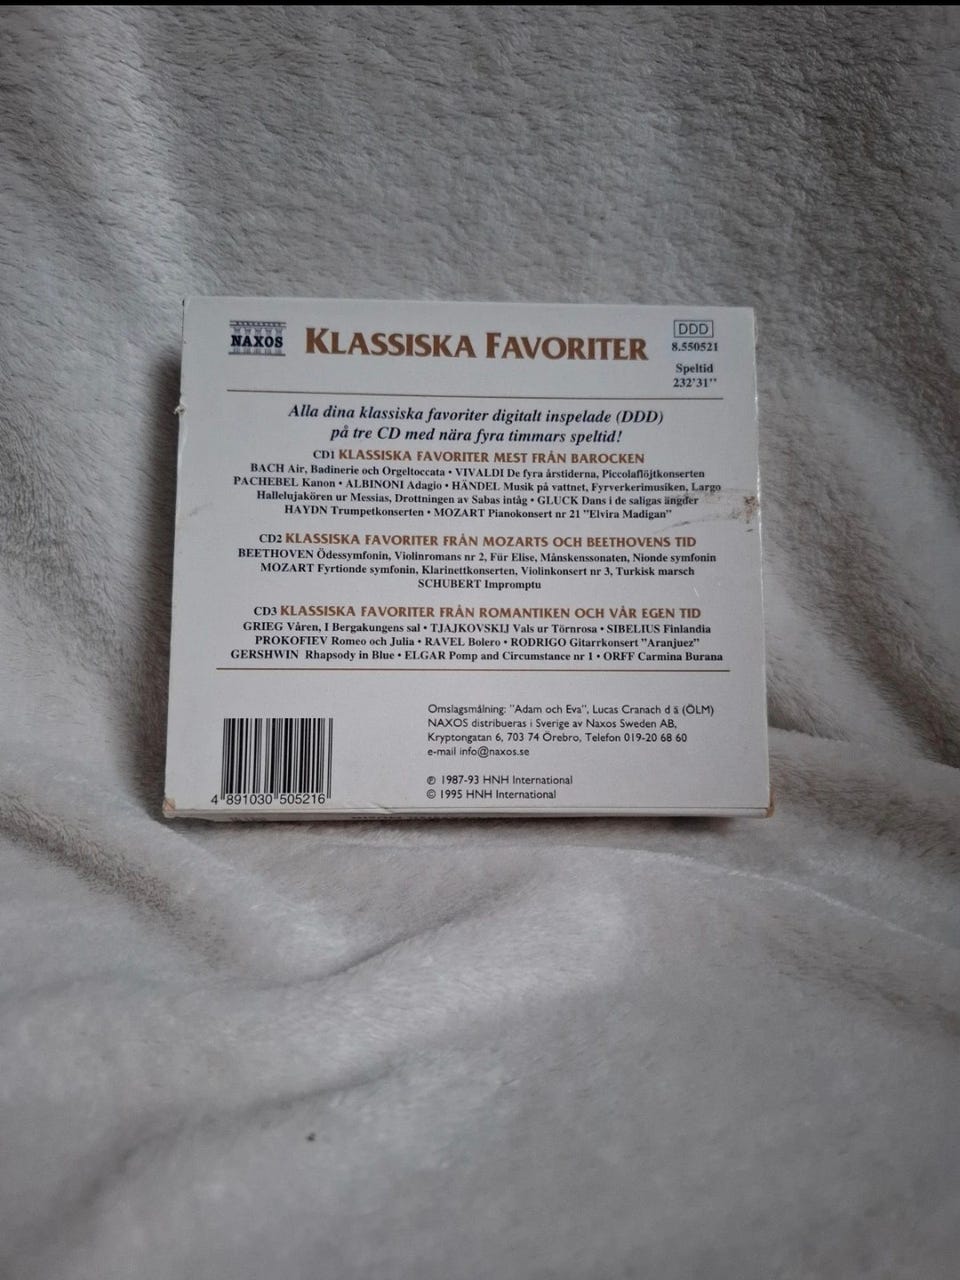 NAXOS
KLASSISKA FAVORITER
DDD
8.550521
Speltid
232'31''
Alla dina klassiska favoriter digitalt inspelade (DDD)
på tre CD med nära fyra timmars speltid!
CD1 KLASSISKA FAVORITER MEST FRÅN BAROCKEN
BACH Air, Badinerie och Orgeltoccata • VIVALDI De fyra årstiderna, Piccolaflöjtkonserten
PACHEBEL Kanon • ALBINONI Adagio • HÄNDEL Musik på vattnet, Fyrverkerimusiken, Largo
Hallelujakören ur Messias, Drottningen av Sabas intåg • GLUCK Dans i de saligas ängder
HAYDN Trumpetkonserten • MOZART Pianokonsert nr 21 "Elvira Madigan"
CD2 KLASSISKA FAVORITER FRÅN MOZARTS OCH BEETHOVENS TID
BEETHOVEN Ödessymfonin, Violinromans nr 2, Für Elise, Månskenssonaten, Nionde symfonin
MOZART Fyrtionde symfonin, Klarinettkonserten, Violinkonsert nr 3, Turkisk marsch
SCHUBERT Impromptu
CD3 KLASSISKA FAVORITER FRÅN ROMANTIKEN OCH VÅR EGEN TID
GRIEG Våren, I Bergakungens sal • TJAJKOVSKIJ Vals ur Törnrosa • SIBELIUS Finlandia
PROKOFIEV Romeo och Julia • RAVEL Bolero • RODRIGO Gitarrkonsert "Aranjuez"
GERSHWIN Rhapsody in Blue • ELGAR Pomp and Circumstance nr 1 • ORFF Carmina Burana
Omslagsmålning: "Adam och Eva", Lucas Cranach d ä (ÖLM)
NAXOS distribueras i Sverige av Naxos Sweden AB,
Kryptongatan 6, 703 74 Örebro, Telefon 019-20 68 60
e-mail info@naxos.se
℗ 1987-93 HNH International
© 1995 HNH International
4 891030 505216